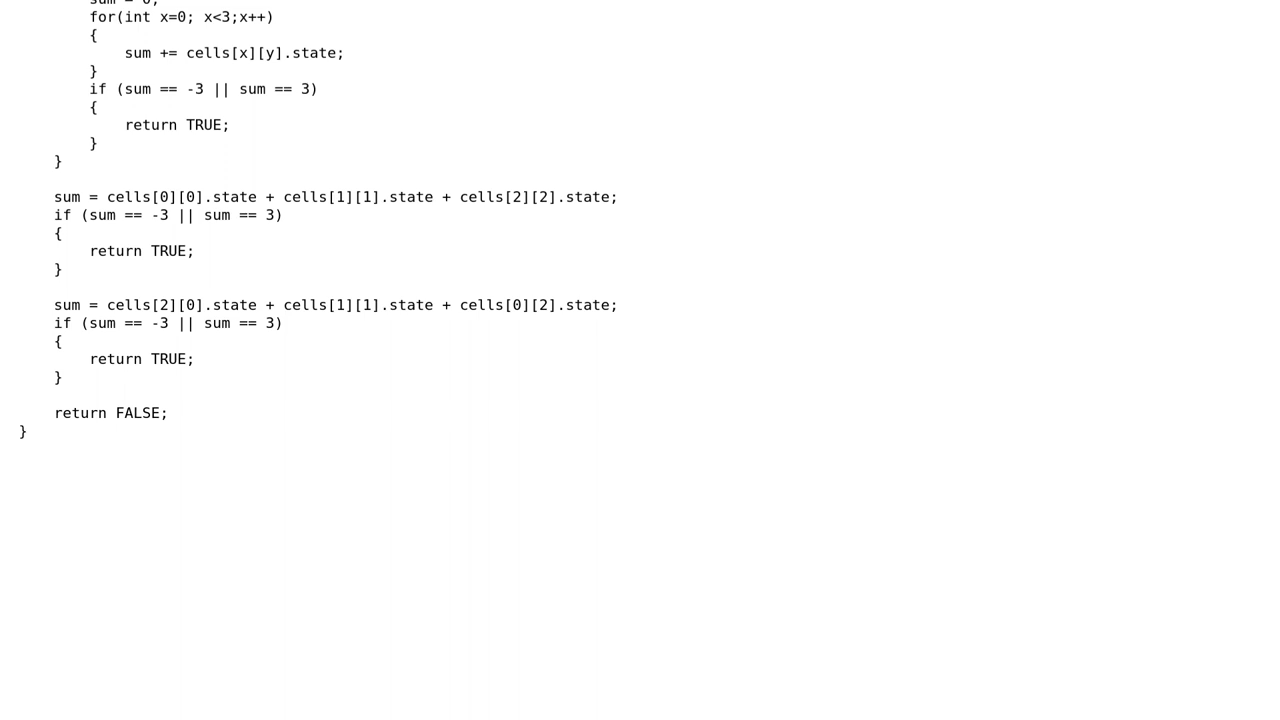 sum = 0;
for(int x=0; x<3;x++)
{
sum += cells[x][y].state;
}
if (sum == -3 || sum == 3)
{
return TRUE;
}
}
sum = cells[0][0].state + cells[1][1].state + cells[2][2].state;
if (sum == -3 || sum == 3)
{
return TRUE;
}
sum = cells[2][0].state + cells[1][1].state + cells[0][2].state;
if (sum == -3 || sum == 3)
{
return TRUE;
}
return FALSE;
}